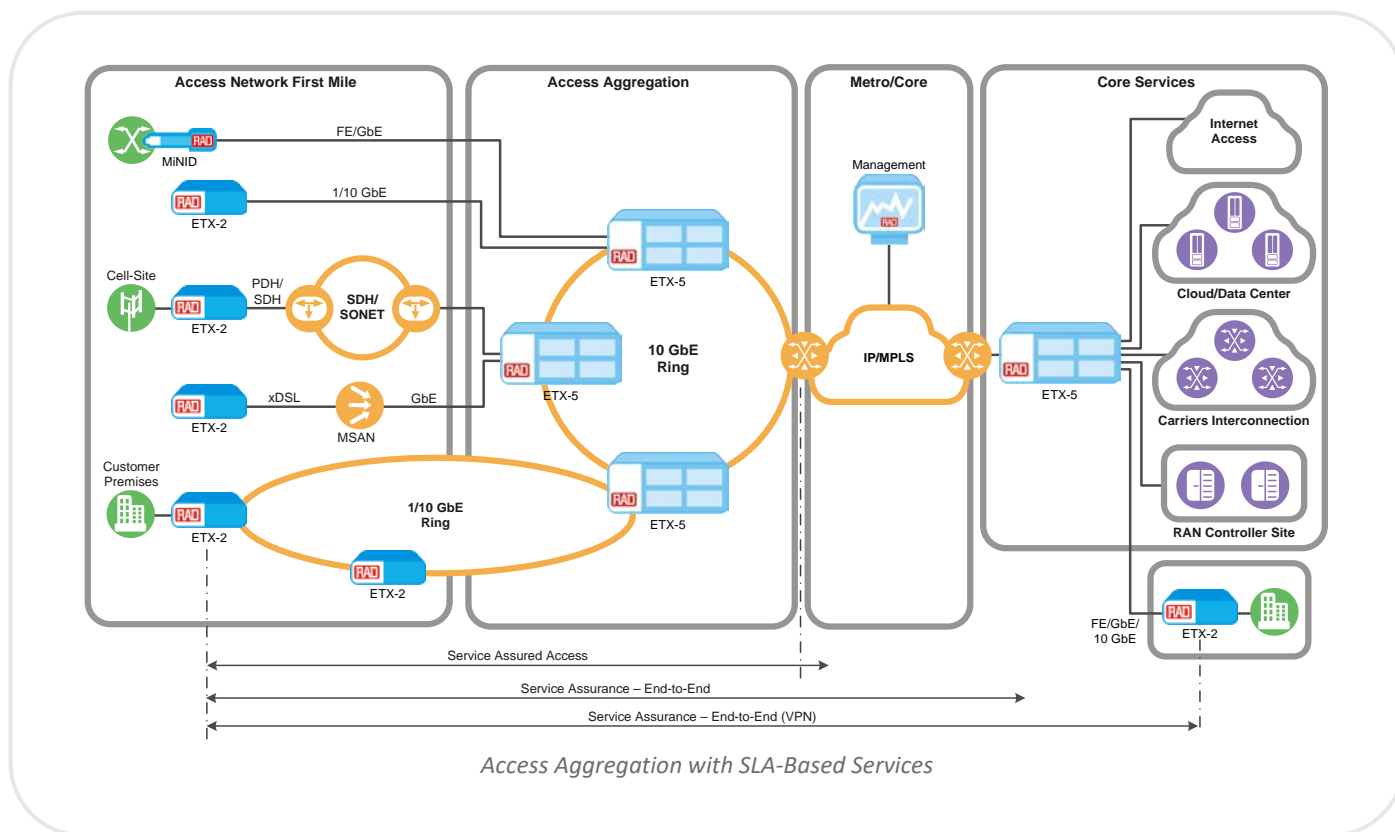 Access Network First Mile
Access Aggregation
Metro/Core
Core Services
FE/GbE
RAD
MiNID
1/10 GbE
RAD
ETX-2
Cell-Site
PDH/
SDH
RAD
ETX-2
SDH/
SONET
xDSL
RAD
ETX-2
MSAN
GbE
Customer
Premises
RAD
ETX-2
1/10 GbE
Ring
RAD
ETX-2
RAD
ETX-5
RAD
ETX-5
10 GbE
Ring
RAD
ETX-5
Management
RAD
IP/MPLS
RAD
ETX-5
Internet
Access
Cloud/Data Center
Carriers Interconnection
RAN Controller Site
FE/GbE/
10 GbE
RAD
ETX-2
Service Assured Access
Service Assurance – End-to-End
Service Assurance – End-to-End (VPN)
Access Aggregation with SLA-Based Services